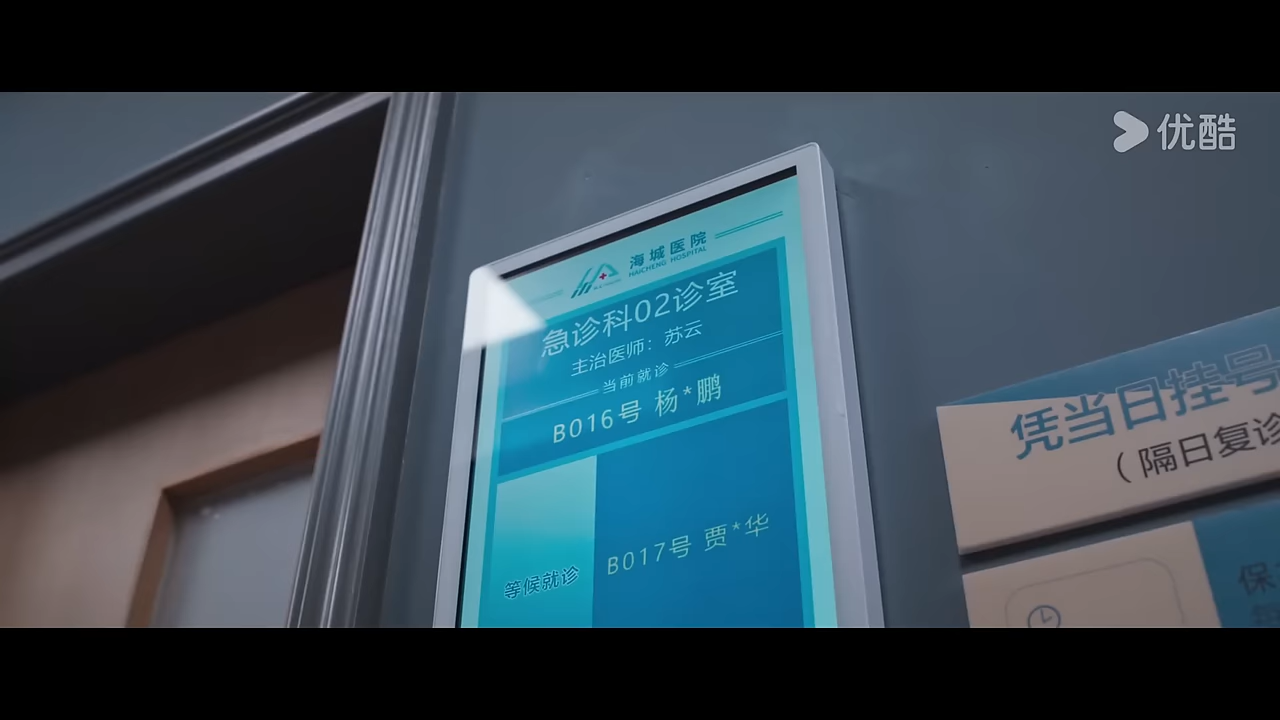 优酷
海城医院
HAICHENG HOSPITAL
急诊科02诊室
主治医师：苏云
当前就诊
B016号 杨*鹏
等候就诊
B017号 贾*华
凭当日挂号
（隔日复诊
保